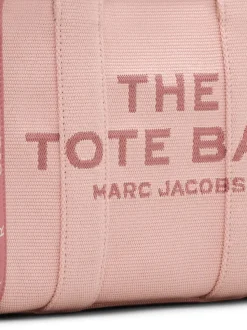 THE
TOTE BA
MARC JACOBS